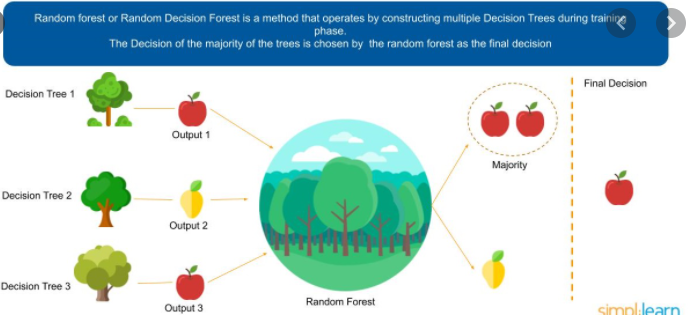 Random forest or Random Decision Forest is a method that operates by constructing multiple Decision Trees during training
phase.
The Decision of the majority of the trees is chosen by the random forest as the final decision
Final Decision
Decision Tree 1
Output 1
Majority
Decision Tree 2
Output 2
Decision Tree 3
Output 3
Random Forest
simplilearn